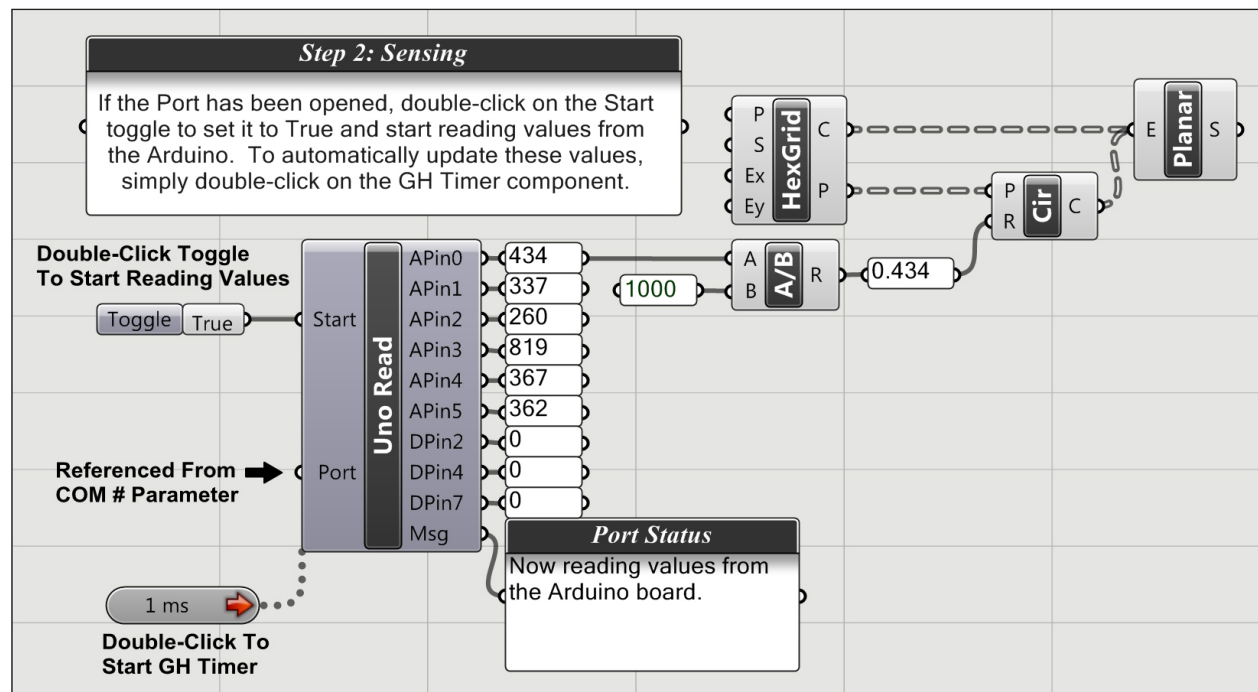 Step 2: Sensing
If the Port has been opened, double-click on the Start
toggle to set it to True and start reading values from
the Arduino.  To automatically update these values,
simply double-click on the GH Timer component.
P
S
Ex
Ey
HexGrid
C
P
E
Planar
S
P
R
Cir
C
Double-Click Toggle
To Start Reading Values
Toggle True
Start
Port
Uno Read
APin0 434
APin1 337
APin2 260
APin3 819
APin4 367
APin5 362
DPin2 0
DPin4 0
DPin7 0
Msg
1000
A
B
A/B
R
0.434
Referenced From
COM # Parameter
Port Status
Now reading values from
the Arduino board.
1 ms
Double-Click To
Start GH Timer